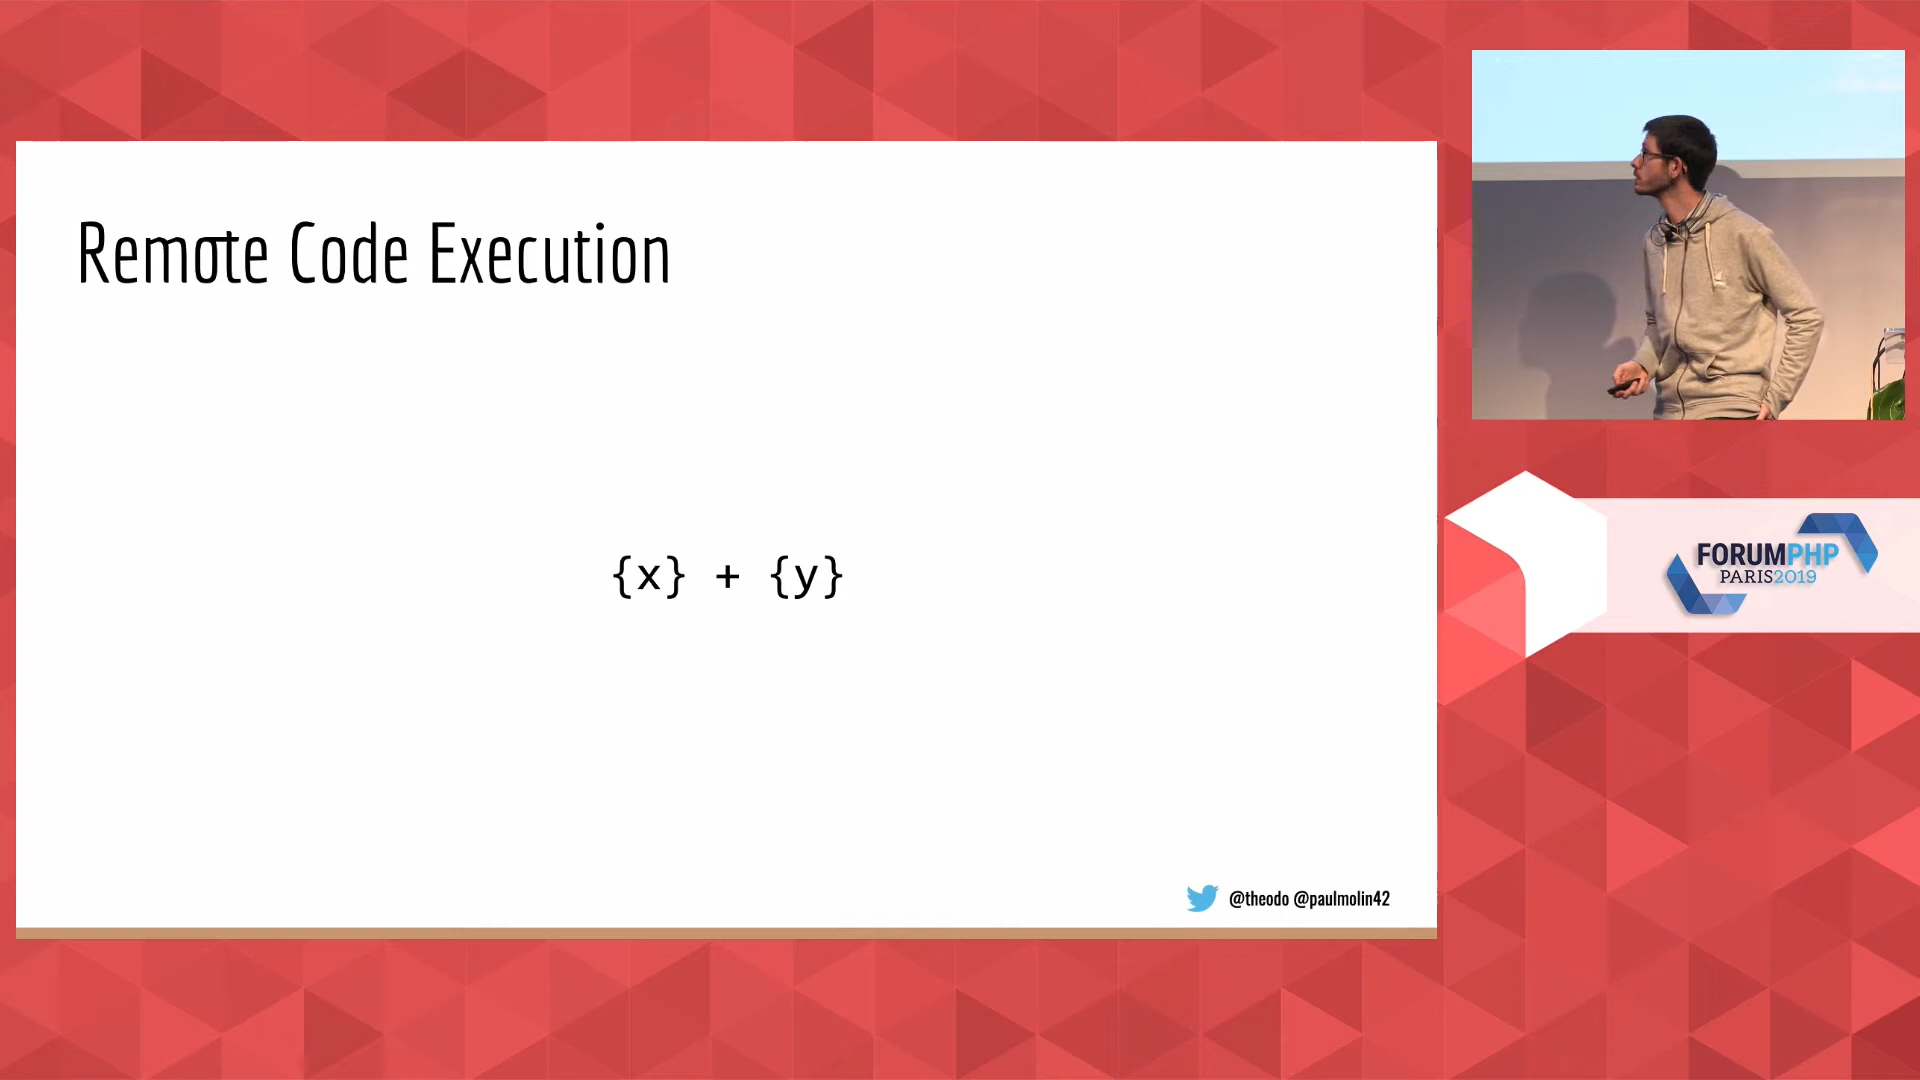 Remote Code Execution
{x} + {y}
@theodo @paulmolin42
FORUMPHP
PARIS2019